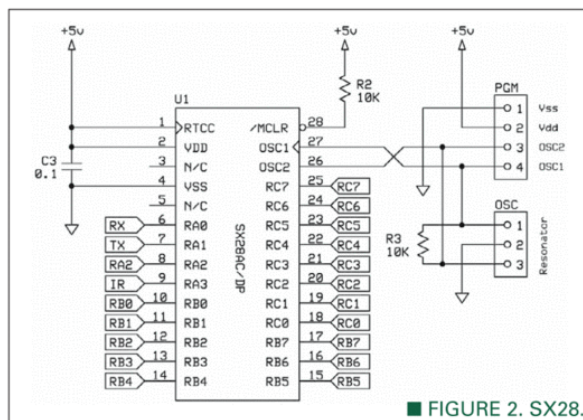 +5v +5v +5v
R2
10K
PGM
U1
1 Vss
2 Vdd
3 OSC2
4 OSC1
1 RTCC /MCLR 28
2 VDD OSC1 27
3 N/C OSC2 26
4 VSS RC7 25 RC7
5 N/C RC6 24 RC6
C3
0.1
RX 6 RA0 RC5 23 RC5
TX 7 RA1 RC4 22 RC4
RA2 8 RA2 RC3 21 RC3
IR 9 RA3 RC2 20 RC2
RB0 10 RB0 RC1 19 RC1
RB1 11 RB1 RC0 18 RC0
RB2 12 RB2 RB7 17 RB7
RB3 13 RB3 RB6 16 RB6
RB4 14 RB4 RB5 15 RB5
SX28AC/DP
R3
10K
OSC
1
2
3
Resonator
■ FIGURE 2. SX28.